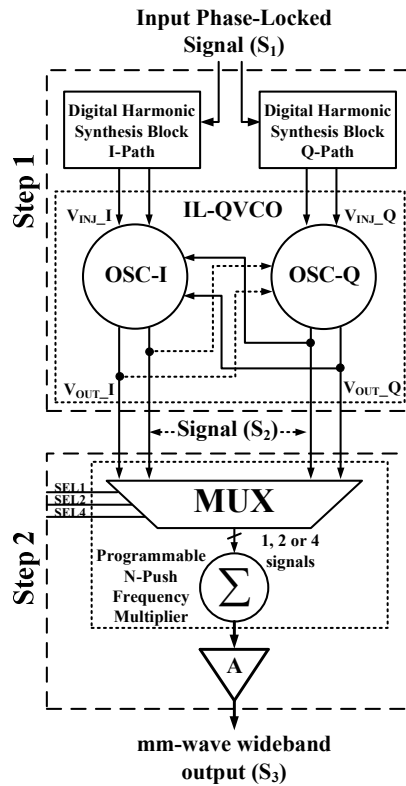 Input Phase-Locked
Signal (S1)
Step 1
Digital Harmonic
Synthesis Block
I-Path
Digital Harmonic
Synthesis Block
Q-Path
VINJ_I
IL-QVCO
VINJ_Q
OSC-I
OSC-Q
VOUT_I
VOUT_Q
Signal (S2)
Step 2
SEL1
SEL2
SEL4
MUX
1, 2 or 4
signals
Programmable
N-Push
Frequency
Multiplier
Σ
A
mm-wave wideband
output (S3)